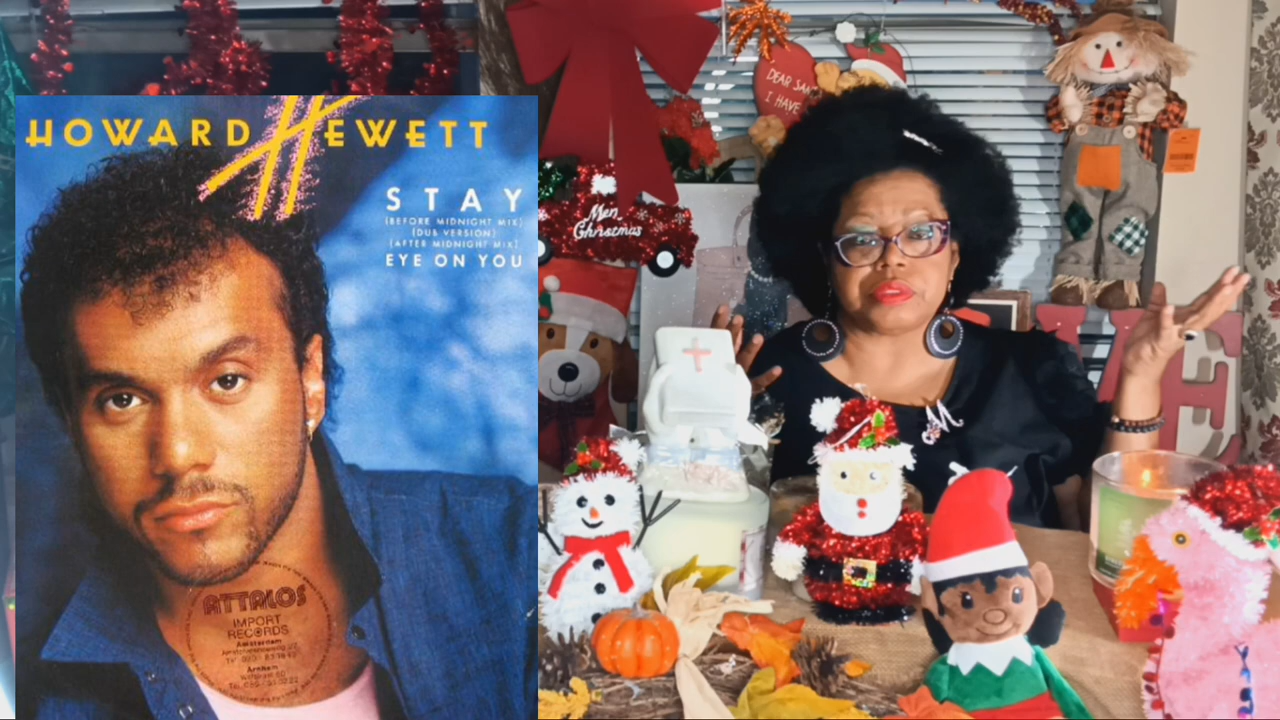 HOWARD HEWETT
STAY
(BEFORE MIDNIGHT MIX)
(DUB VERSION)
(AFTER MIDNIGHT MIX)
EYE ON YOU
ATTALOS
IMPORT
RECORDS
Amsterdam
Arnhem
DEAR SAN
I HAVE
Merry
Christmas
M